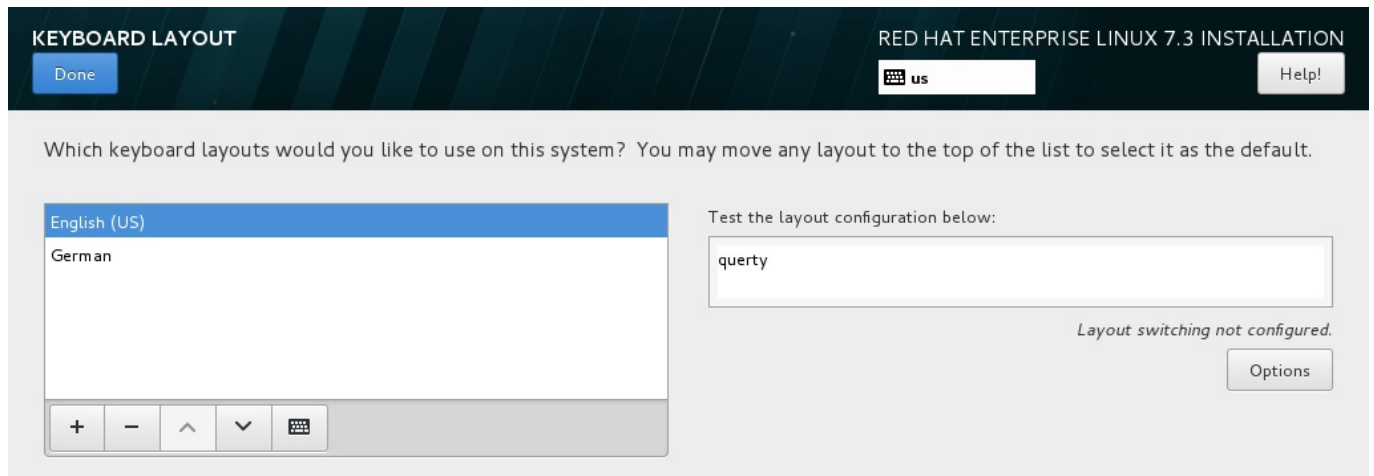 KEYBOARD LAYOUT
RED HAT ENTERPRISE LINUX 7.3 INSTALLATION
Done
us
Help!
Which keyboard layouts would you like to use on this system? You may move any layout to the top of the list to select it as the default.
English (US)
German
Test the layout configuration below:
querty
Layout switching not configured.
Options